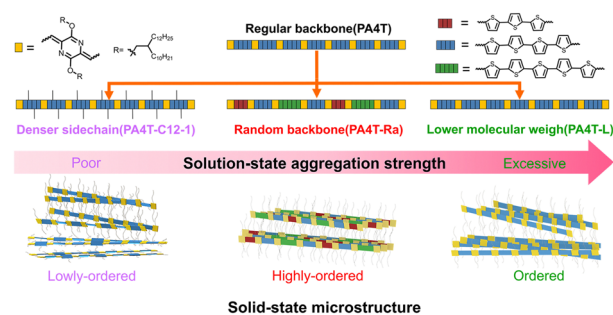 Regular backbone(PA4T)
=
O
R
N
N
O
R
R=
C12H25
C10H21
=
S
S
S
=
S
S
S
S
=
S
S
S
S
S
Denser sidechain(PA4T-C12-1)
Random backbone(PA4T-Ra)
Lower molecular weigh(PA4T-L)
Poor
Solution-state aggregation strength
Excessive
Lowly-ordered
Highly-ordered
Ordered
Solid-state microstructure